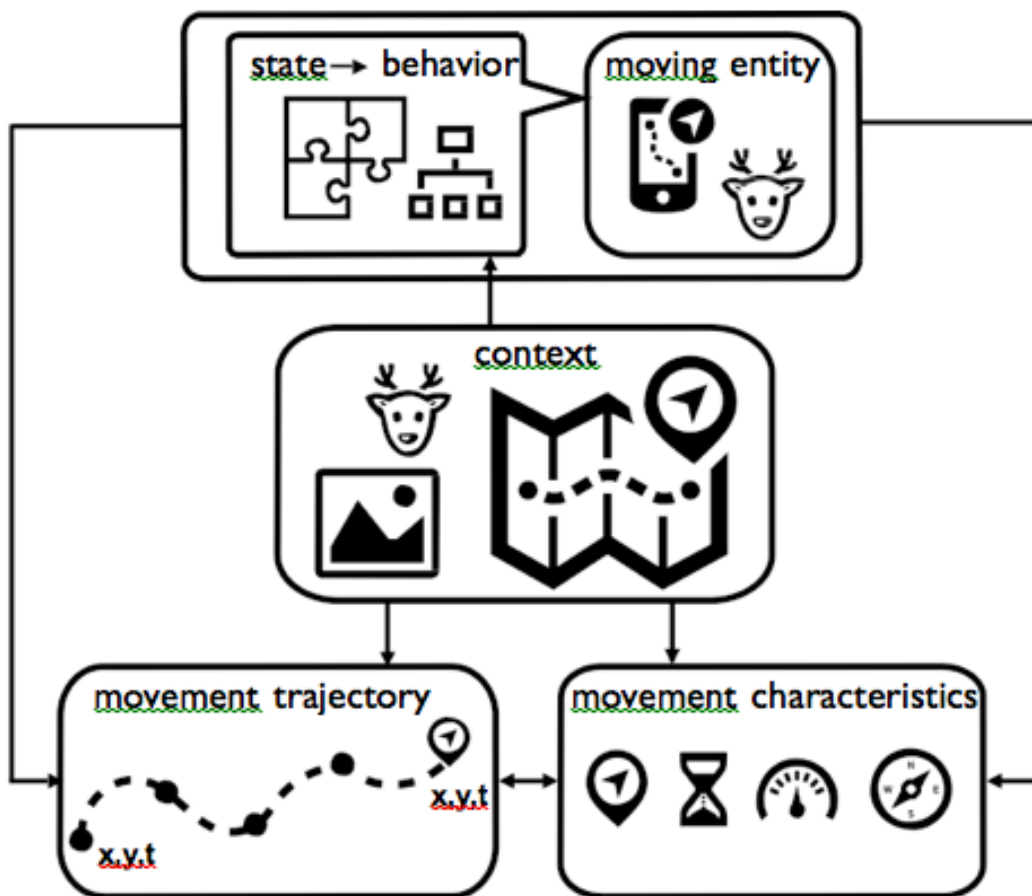 state→ behavior
moving entity
context
movement trajectory
x,y,t
x,y,t
movement characteristics
N
W E
S